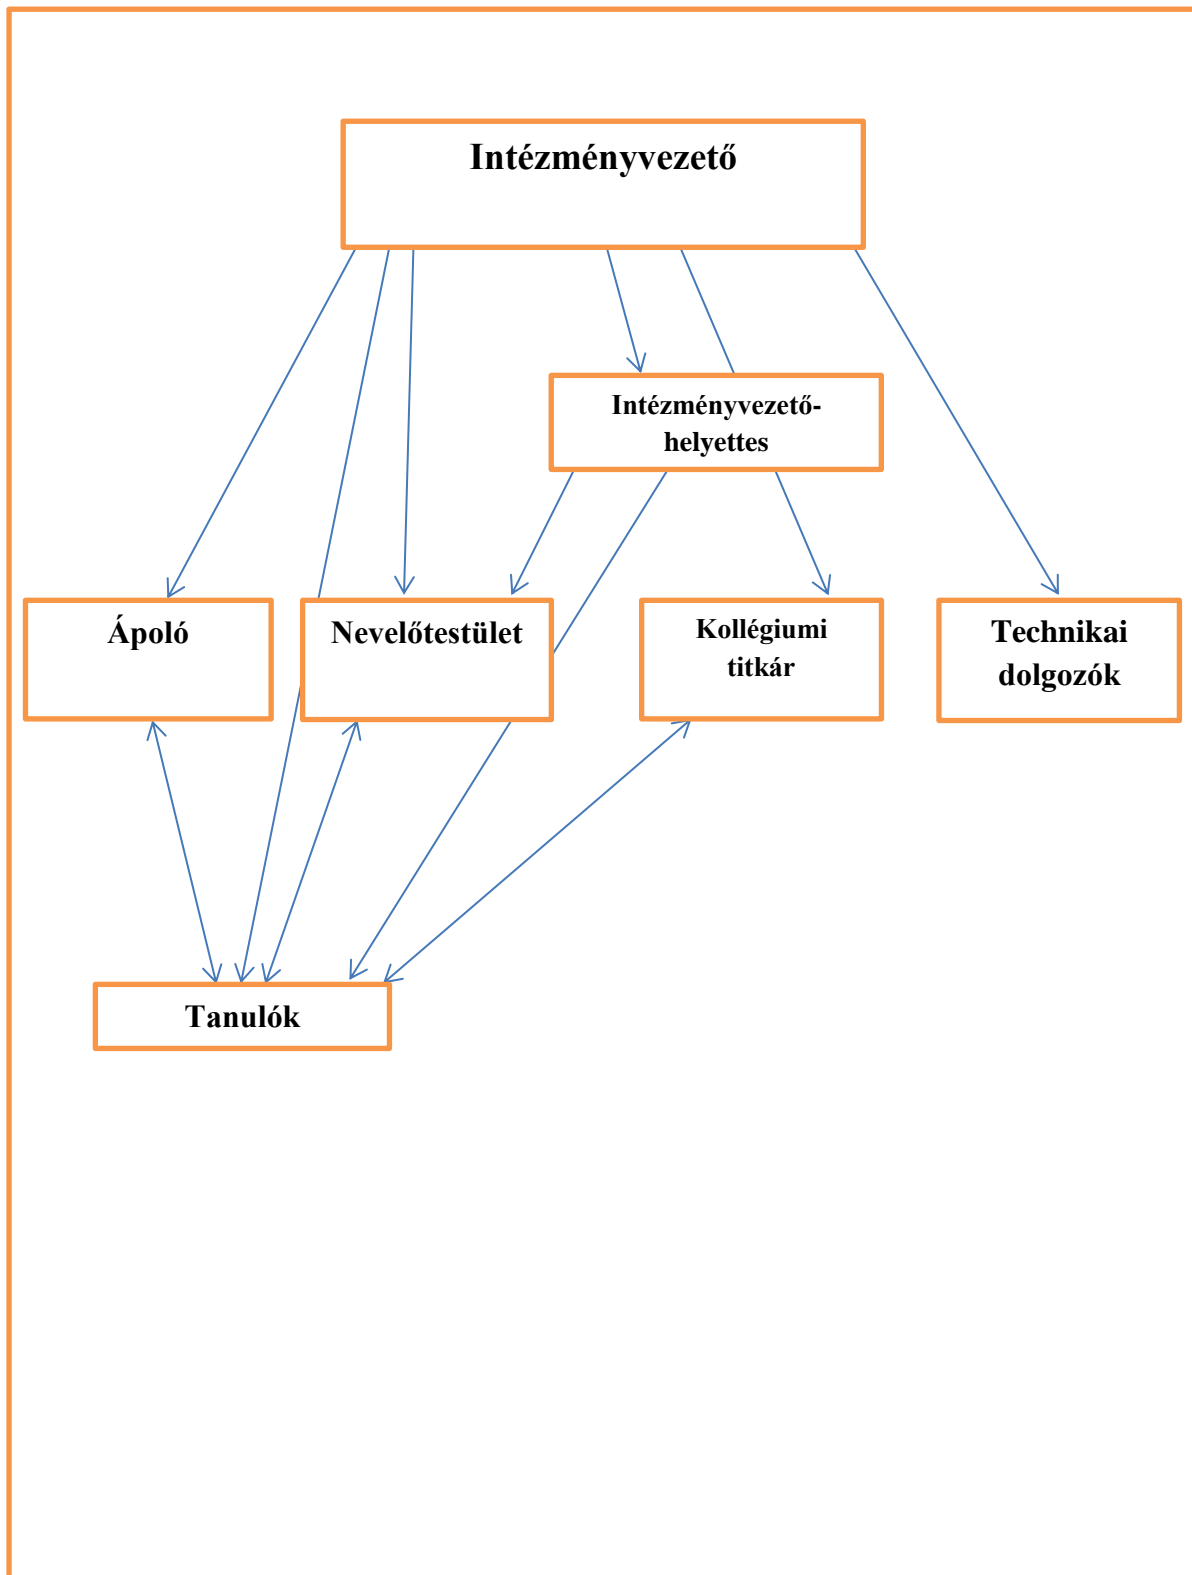 Intézményvezető
Intézményvezető-
helyettes
Ápoló
Nevelőtestület
Kollégiumi
titkár
Technikai
dolgozók
Tanulók